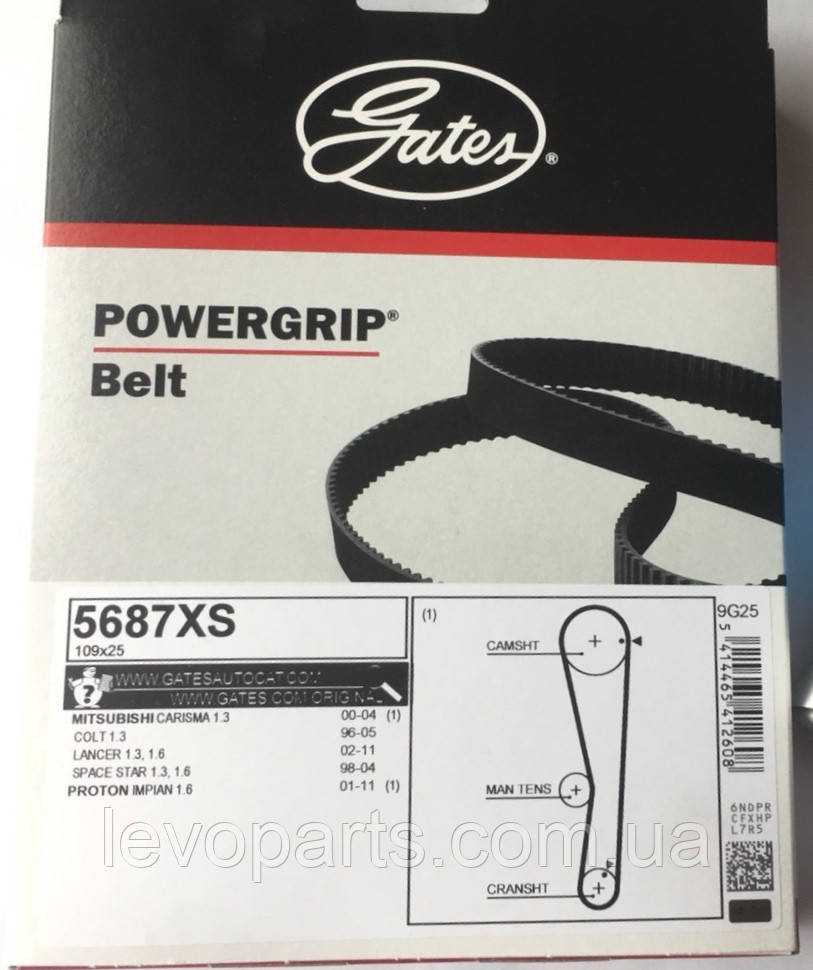 Gates®
POWERGRIP®
Belt
5687XS
109x25
WWW.GATESAUTOCAT.COM
WWW.GATES.COM/ORIGINAL
MITSUBISHI CARISMA 1.3 00-04 (1)
COLT 1.3 96-05
LANCER 1.3, 1.6 02-11
SPACE STAR 1.3, 1.6 98-04
PROTON IMPIAN 1.6 01-11 (1)
(1)
CAMSHT
MAN TENS
CRANSHT
9G25
5 414465 412608
6NDPR
CFXHP
L7R5
levoparts.com.ua